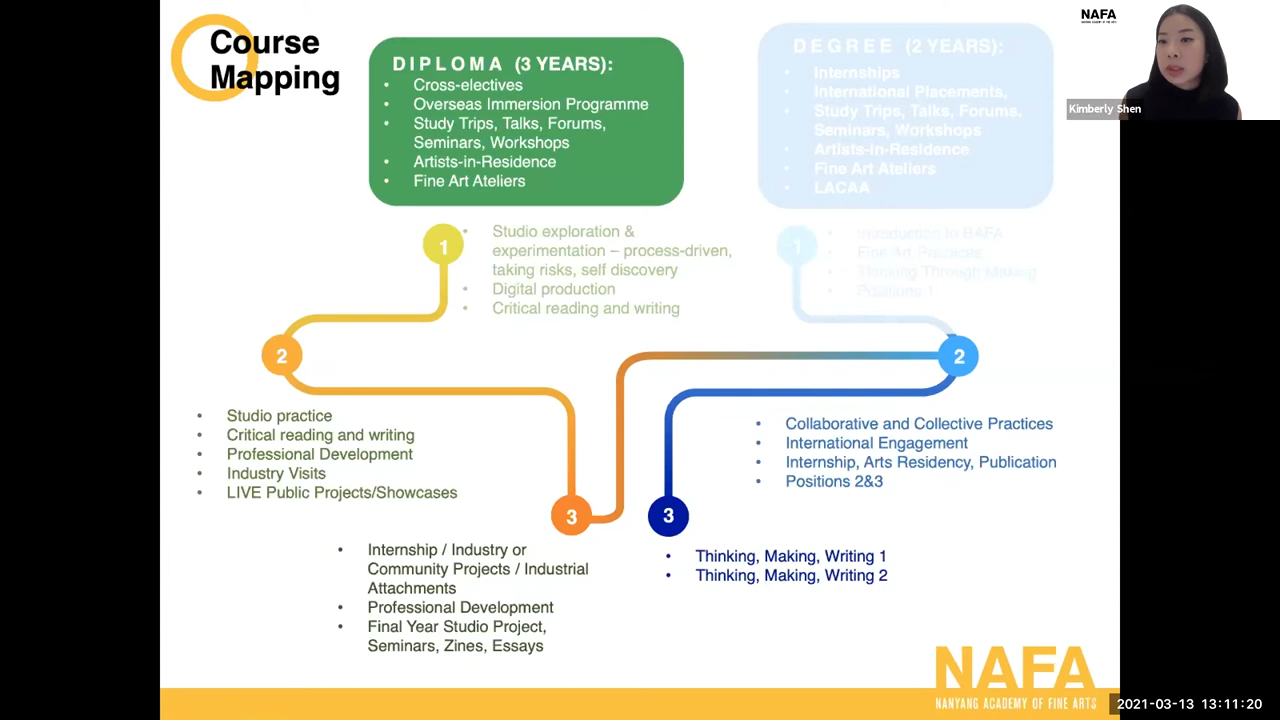 Course
Mapping
DIPLOMA (3 YEARS):
• Cross-electives
• Overseas Immersion Programme
• Study Trips, Talks, Forums,
Seminars, Workshops
• Artists-in-Residence
• Fine Art Ateliers
DEGREE (2 YEARS):
• Internships
• International Placements,
• Study Trips, Talks, Forums,
Seminars, Workshops
• Artists-in-Residence
• Fine Art Ateliers
• LACAA
NAFA
Kimberly Shen
1
• Studio exploration &
experimentation – process-driven,
taking risks, self discovery
• Digital production
• Critical reading and writing
1
• Introduction to BAFA
• Fine Art Practices
• Thinking Through Making
• Positions 1
2
• Studio practice
• Critical reading and writing
• Professional Development
• Industry Visits
• LIVE Public Projects/Showcases
2
• Collaborative and Collective Practices
• International Engagement
• Internship, Arts Residency, Publication
• Positions 2&3
3
• Internship / Industry or
Community Projects / Industrial
Attachments
• Professional Development
• Final Year Studio Project,
Seminars, Zines, Essays
3
• Thinking, Making, Writing 1
• Thinking, Making, Writing 2
NAFA
NANYANG ACADEMY OF FINE ARTS
2021-03-13 13:11:20